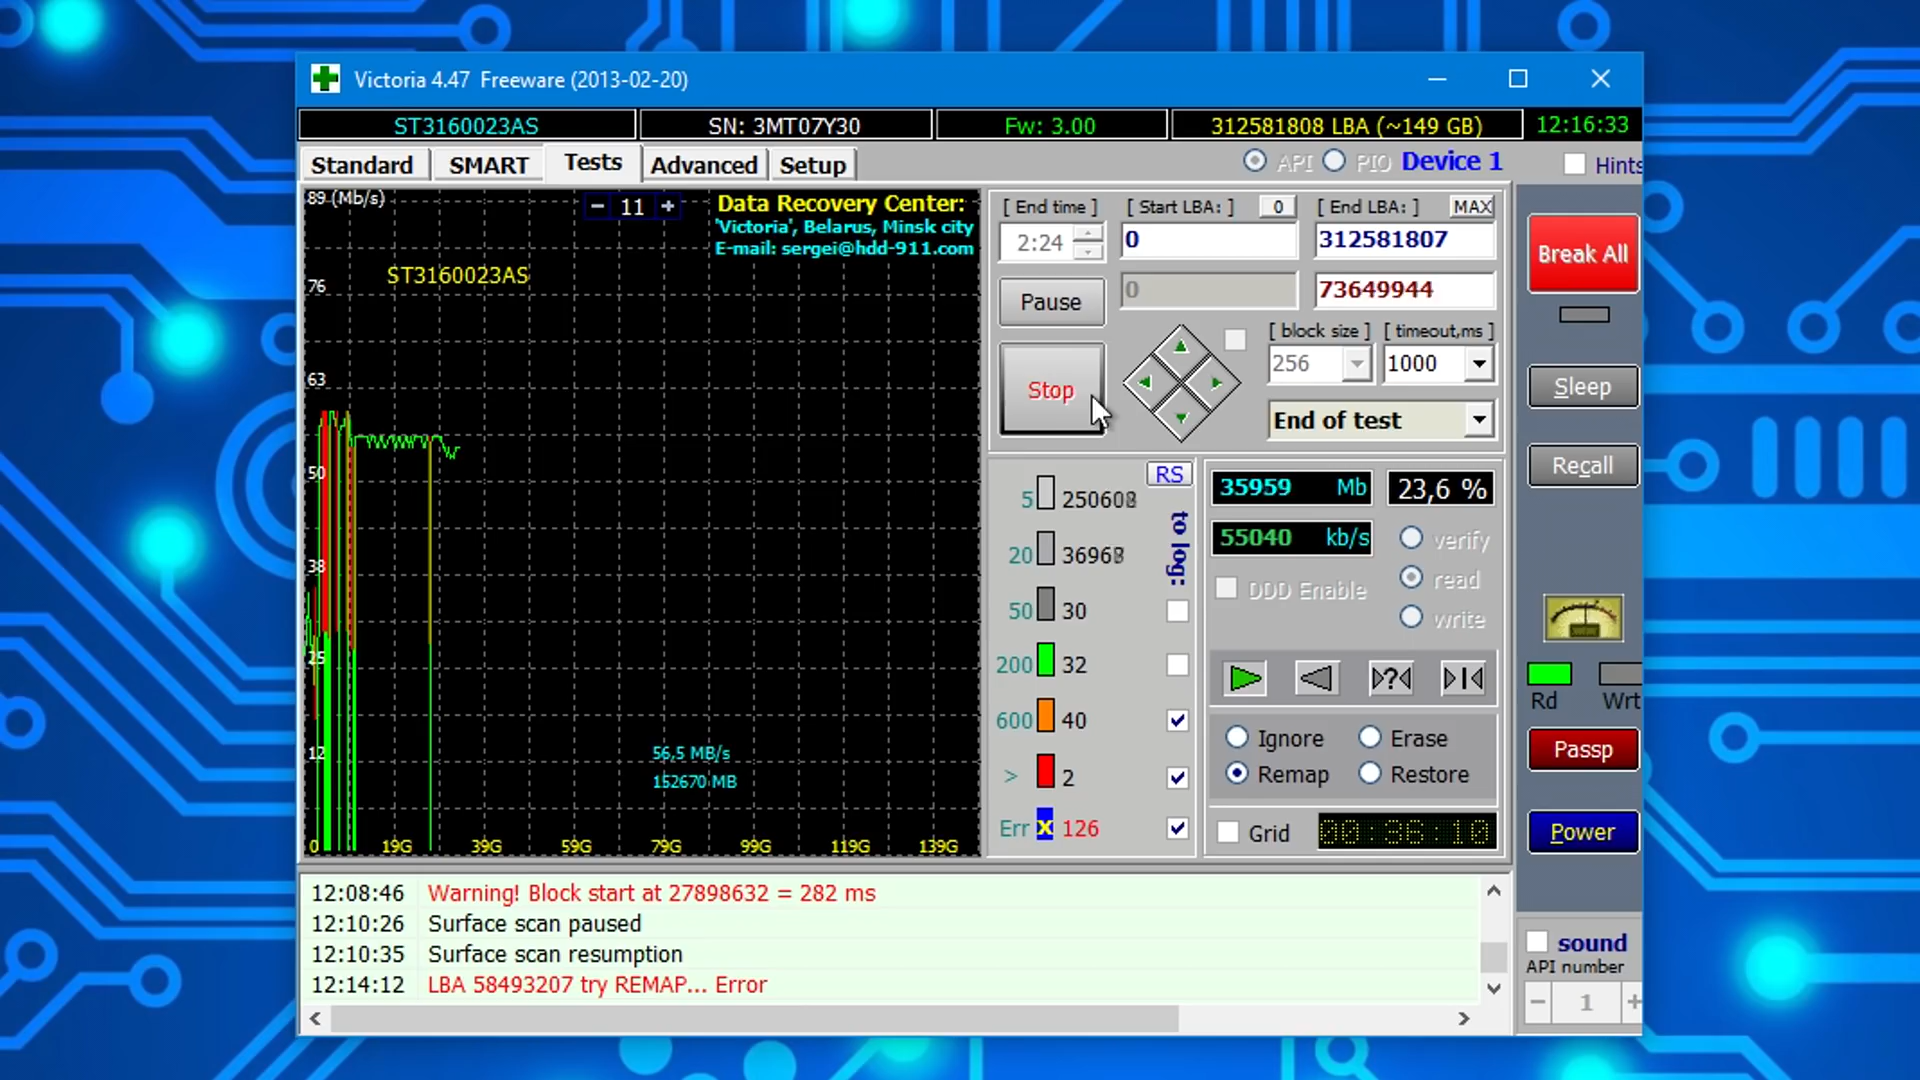 Victoria 4.47 Freeware (2013-02-20)
ST3160023AS
SN: 3MT07Y30
Fw: 3.00
312581808 LBA (~149 GB)
12:16:33
Standard
SMART
Tests
Advanced
Setup
API
PIO
Device 1
Hints
89 (Mb/s)
76
63
50
38
25
12
0
19G
39G
59G
79G
99G
119G
139G
− 11 +
Data Recovery Center:
'Victoria', Belarus, Minsk city
E-mail: sergei@hdd-911.com
ST3160023AS
56,5 MB/s
152670 MB
[ End time ]
[ Start LBA: ]
0
[ End LBA: ]
MAX
2:24
0
312581807
Pause
0
73649944
[ block size ]
[ timeout,ms ]
256
1000
Stop
End of test
RS
to log:
5
20 
50 30
200 32
600 40
> 2
Err x 126
35959 Mb
23,6 %
55040 kb/s
verify
DDD Enable
read
write
Ignore
Erase
Remap
Restore
Grid
00:36:10
Break All
Sleep
Recall
Rd
Wrt
Passp
Power
sound
API number
− 1 +
12:08:46 Warning! Block start at 27898632 = 282 ms
12:10:26 Surface scan paused
12:10:35 Surface scan resumption
12:14:12 LBA 58493207 try REMAP... Error